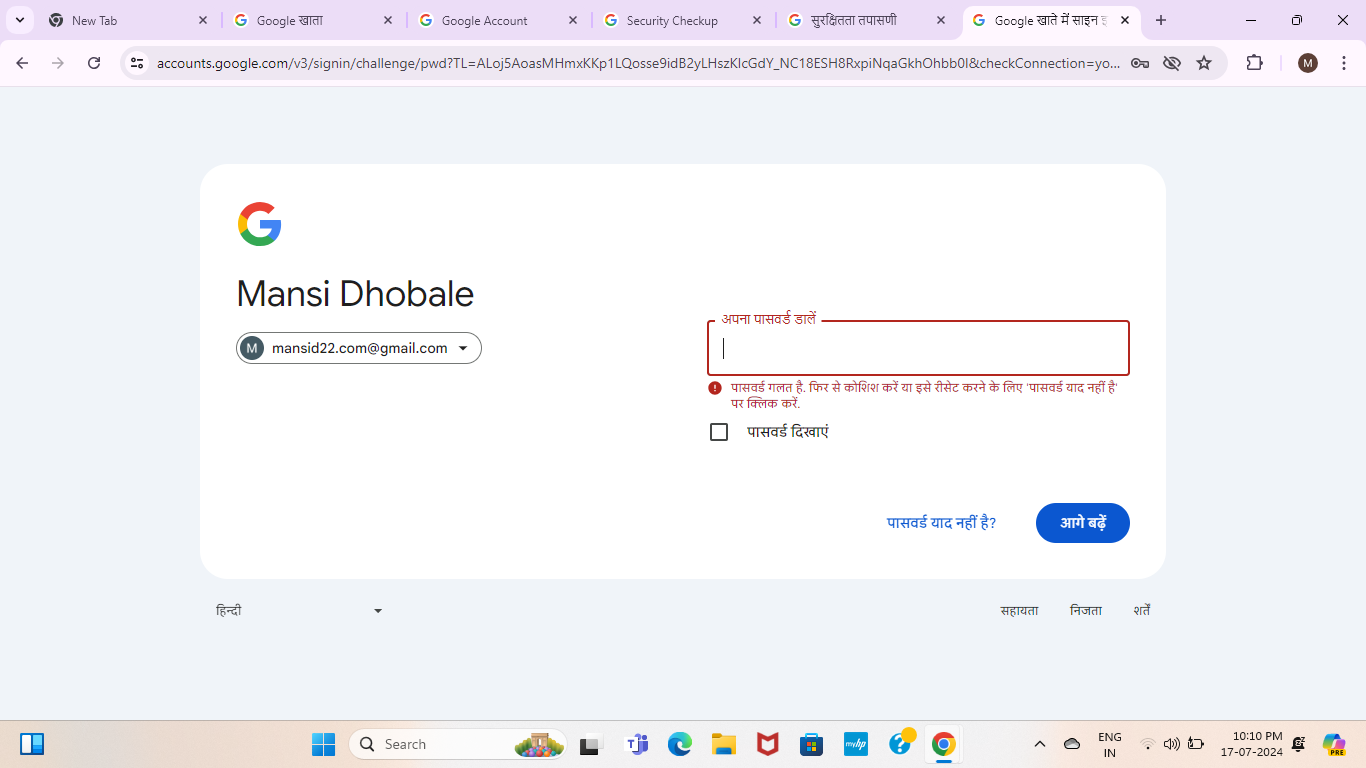 New Tab
Google खाता
Google Account
Security Checkup
सुरक्षितता तपासणी
Google खाते में साइन इ
accounts.google.com/v3/signin/challenge/pwd?TL=ALoj5AoasMHmxKKp1LQosse9idB2yLHszKlcGdY_NC18ESH8RxpiNqaGkhOhbb0l&checkConnection=yo...
M
Mansi Dhobale
M mansid22.com@gmail.com
अपना पासवर्ड डालें
पासवर्ड गलत है. फिर से कोशिश करें या इसे रीसेट करने के लिए 'पासवर्ड याद नहीं है'
पर क्लिक करें.
पासवर्ड दिखाएं
पासवर्ड याद नहीं है?
आगे बढ़ें
हिन्दी
सहायता
निजता
शर्तें
Search
myhp
ENG
IN
10:10 PM
17-07-2024
PRE